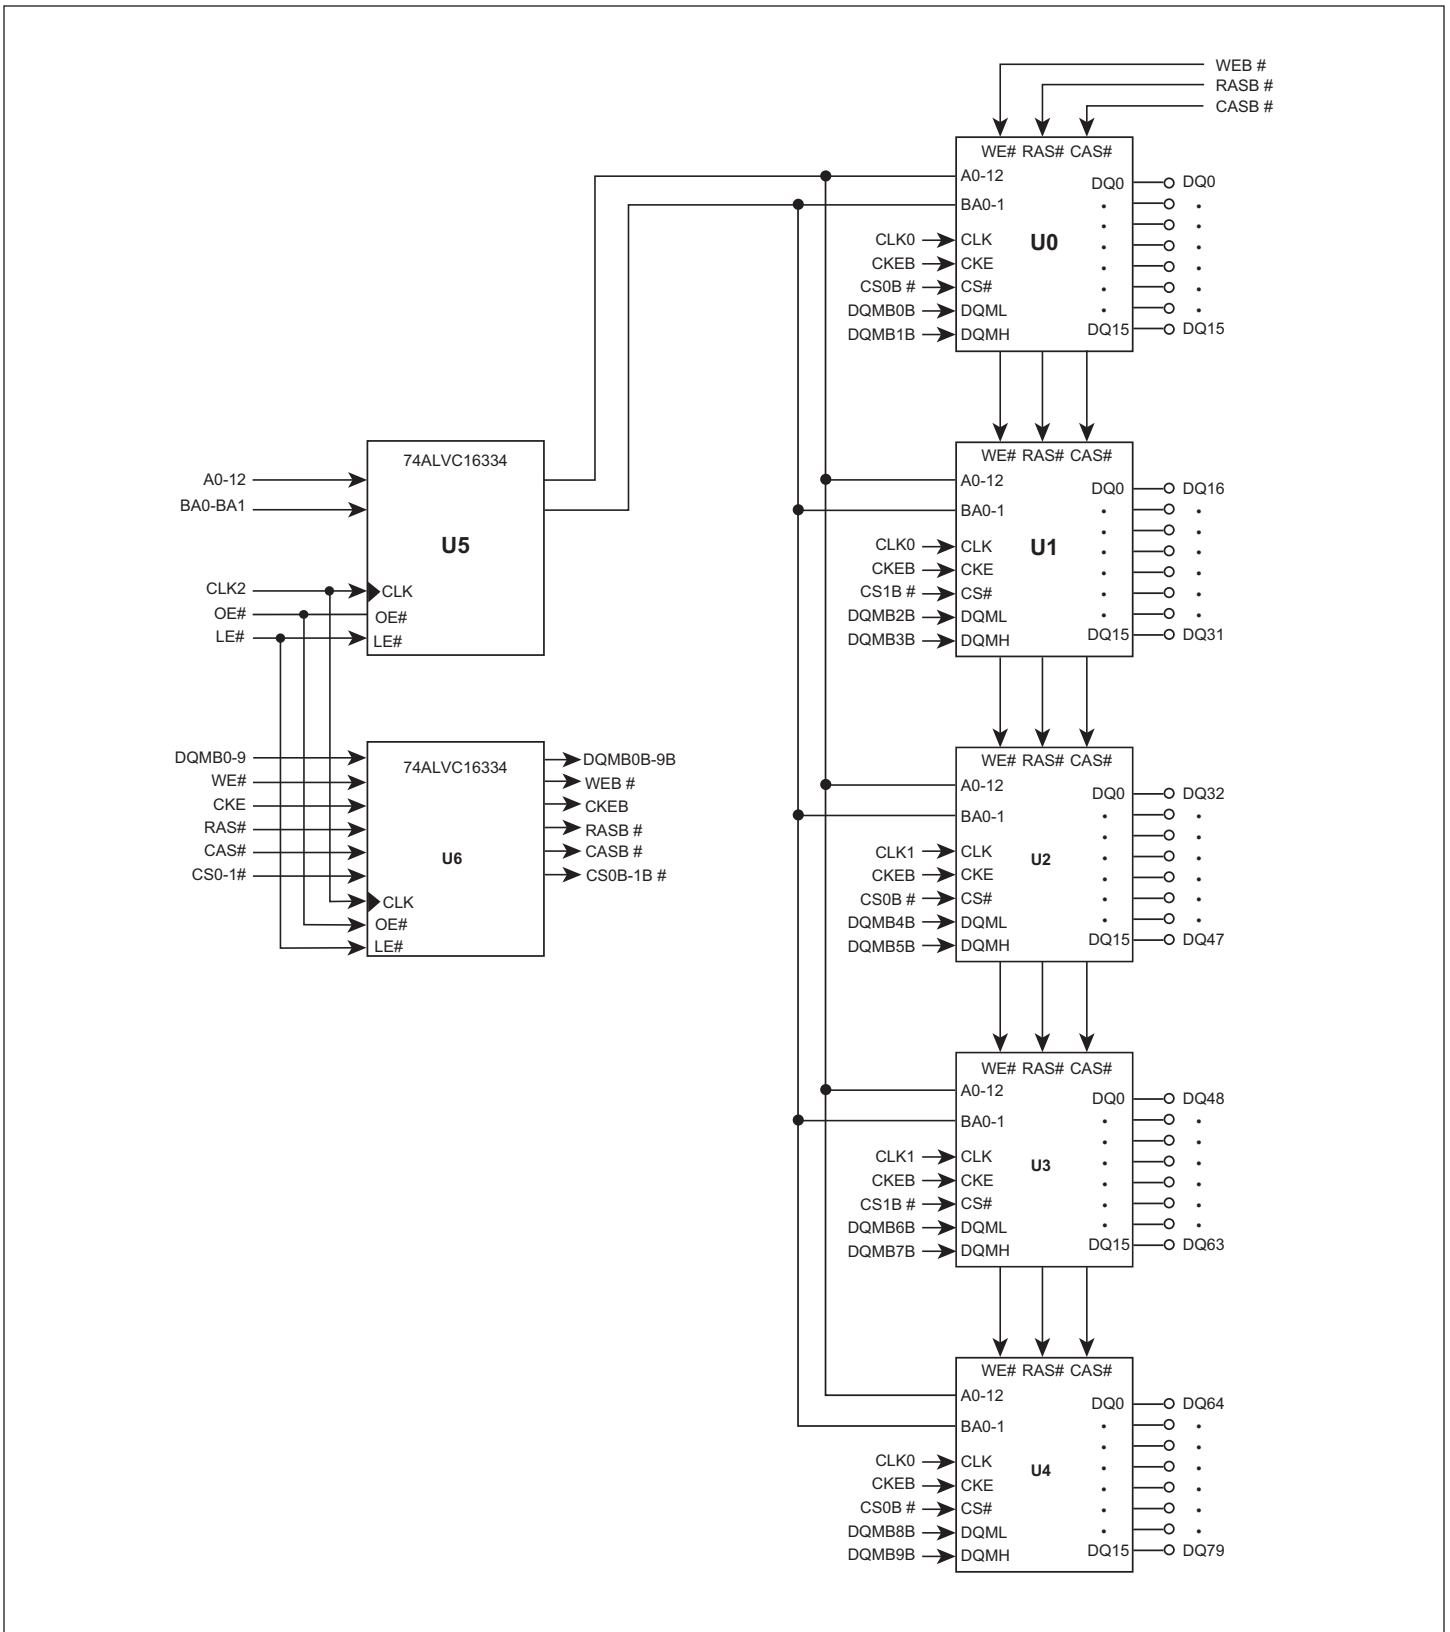 WEB #
RASB #
CASB #
WE# RAS# CAS#
A0-12
BA0-1
CLK0 CLK
CKEB CKE
CS0B # CS#
DQMB0B DQML
DQMB1B DQMH
U0
DQ0 DQ0
DQ15 DQ15
WE# RAS# CAS#
A0-12
BA0-1
CLK0 CLK
CKEB CKE
CS1B # CS#
DQMB2B DQML
DQMB3B DQMH
U1
DQ0 DQ16
DQ15 DQ31
74ALVC16334
U5
A0-12
BA0-BA1
CLK2 CLK
OE# OE#
LE# LE#
74ALVC16334
U6
DQMB0-9
WE#
CKE
RAS#
CAS#
CS0-1#
CLK
OE#
LE#
DQMB0B-9B
WEB #
CKEB
RASB #
CASB #
CS0B-1B #
WE# RAS# CAS#
A0-12
BA0-1
CLK1 CLK
CKEB CKE
CS0B # CS#
DQMB4B DQML
DQMB5B DQMH
U2
DQ0 DQ32
DQ15 DQ47
WE# RAS# CAS#
A0-12
BA0-1
CLK1 CLK
CKEB CKE
CS1B # CS#
DQMB6B DQML
DQMB7B DQMH
U3
DQ0 DQ48
DQ15 DQ63
WE# RAS# CAS#
A0-12
BA0-1
CLK0 CLK
CKEB CKE
CS0B # CS#
DQMB8B DQML
DQMB9B DQMH
U4
DQ0 DQ64
DQ15 DQ79